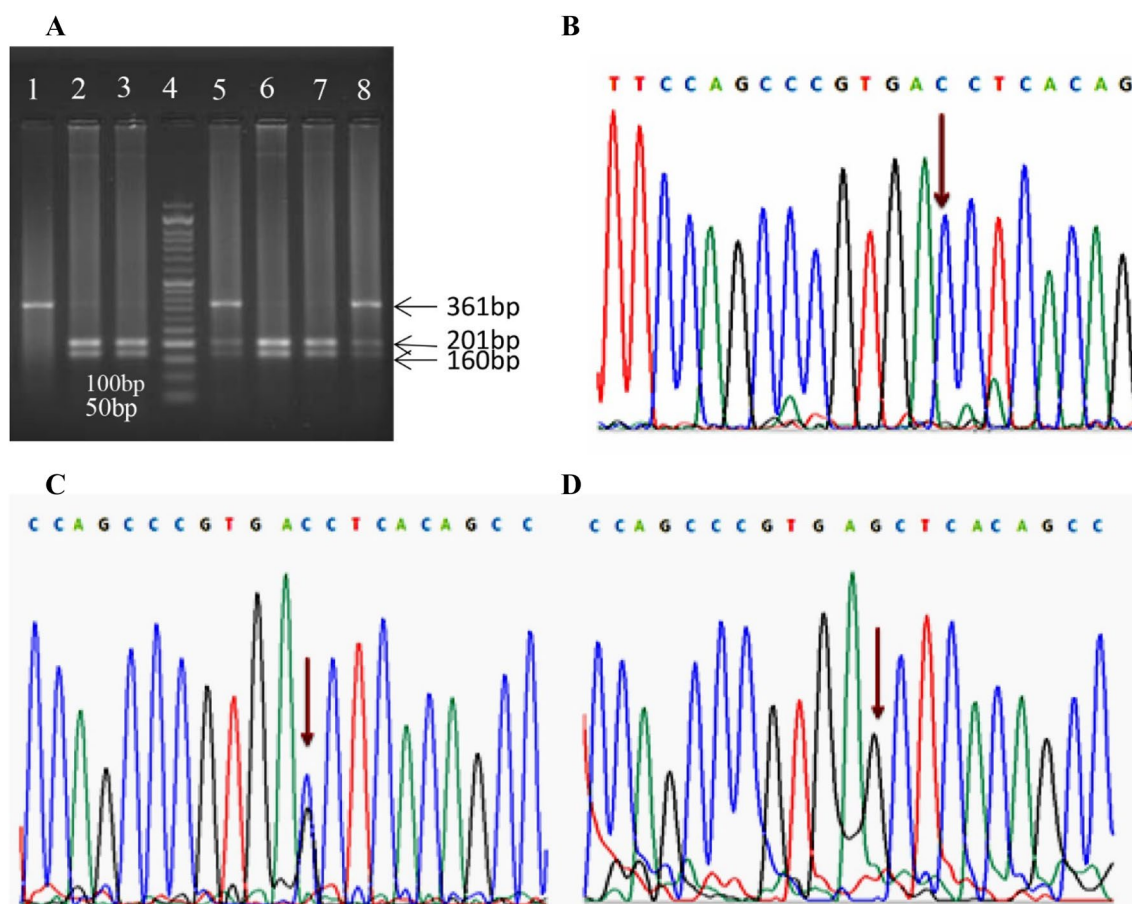 A
1 2 3 4 5 6 7 8
361bp
201bp
160bp
100bp
50bp
B
T T C C A G C C C G T G A C C T C A C A G
C
C C A G C C C G T G A C C T C A C A G C C
D
C C A G C C C G T G A G C T C A C A G C C